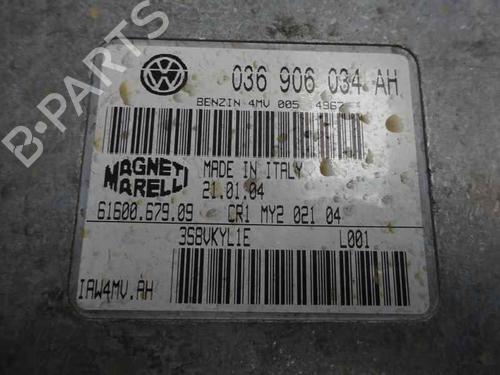 036 906 034 AH
BENZIN 4MV 005 4967
MAGNETI MARELLI
MADE IN ITALY
21.01.04
61600.679.09 CR1 MY2 021 04
3SBVKYL1E L001
IAW4MV.AH
B-PARTS